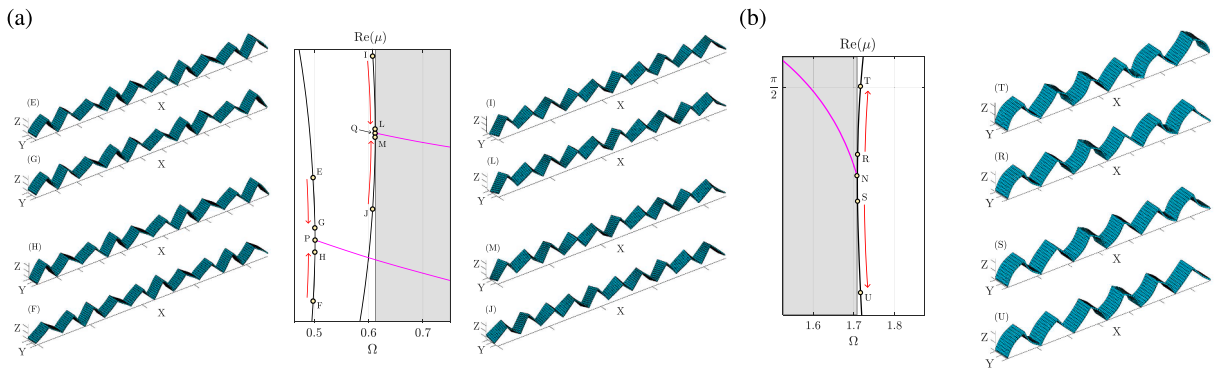 (a)
(E)
Z
Y
X
(G)
Z
Y
X
(H)
Z
Y
X
(F)
Z
Y
X
Re(μ)
I
L
Q
M
E
J
G
P
H
F
0.5
0.6
0.7
Ω
(I)
Z
Y
X
(L)
Z
Y
X
(M)
Z
Y
X
(J)
Z
Y
X
(b)
Re(μ)
π/2
T
R
N
S
U
1.6
1.7
1.8
Ω
(T)
Z
Y
X
(R)
Z
Y
X
(S)
Z
Y
X
(U)
Z
Y
X